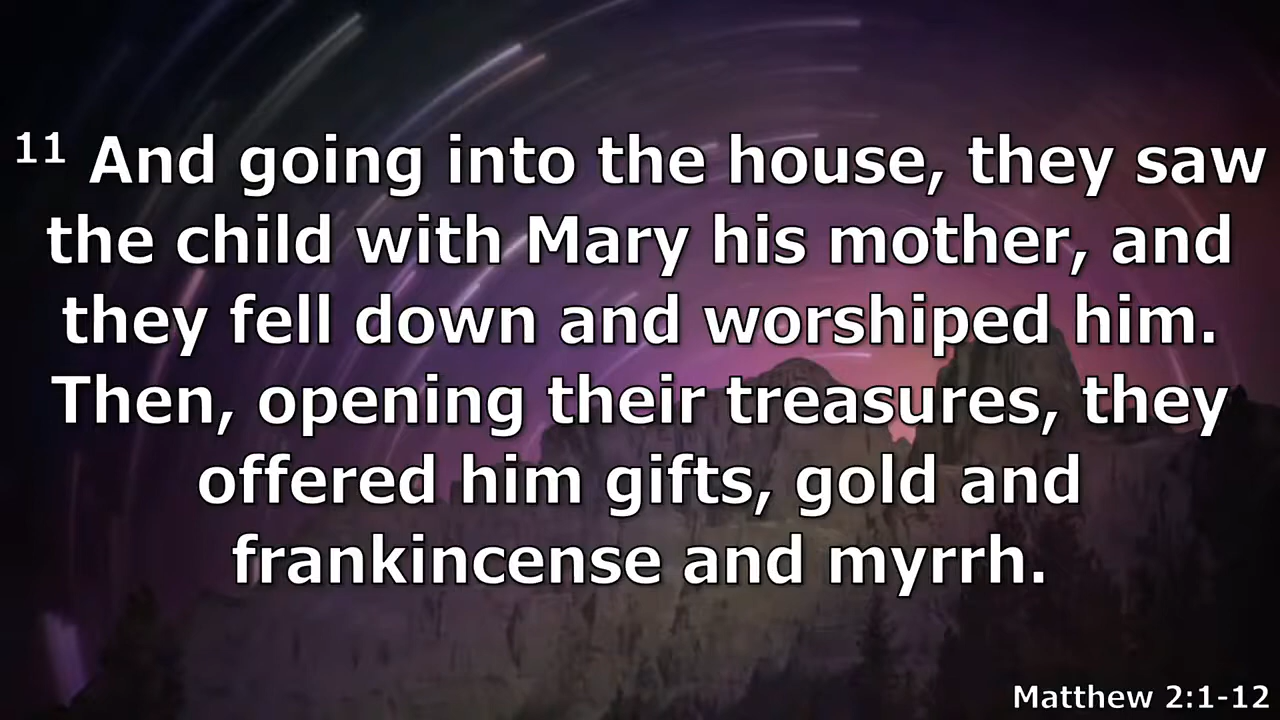 11 And going into the house, they saw
the child with Mary his mother, and
they fell down and worshiped him.
Then, opening their treasures, they
offered him gifts, gold and
frankincense and myrrh.
Matthew 2:1-12